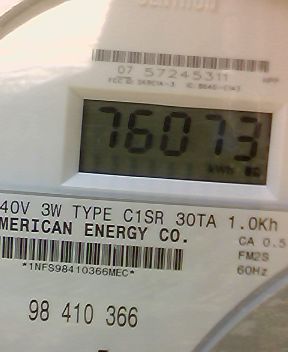 CENTRON
07 57245311
76073
kWh
40V 3W TYPE C1SR 30TA 1.0Kh
MERICAN ENERGY CO.
CA 0.5
FM2S
60Hz
*1NFS98410366MEC*
98 410 366